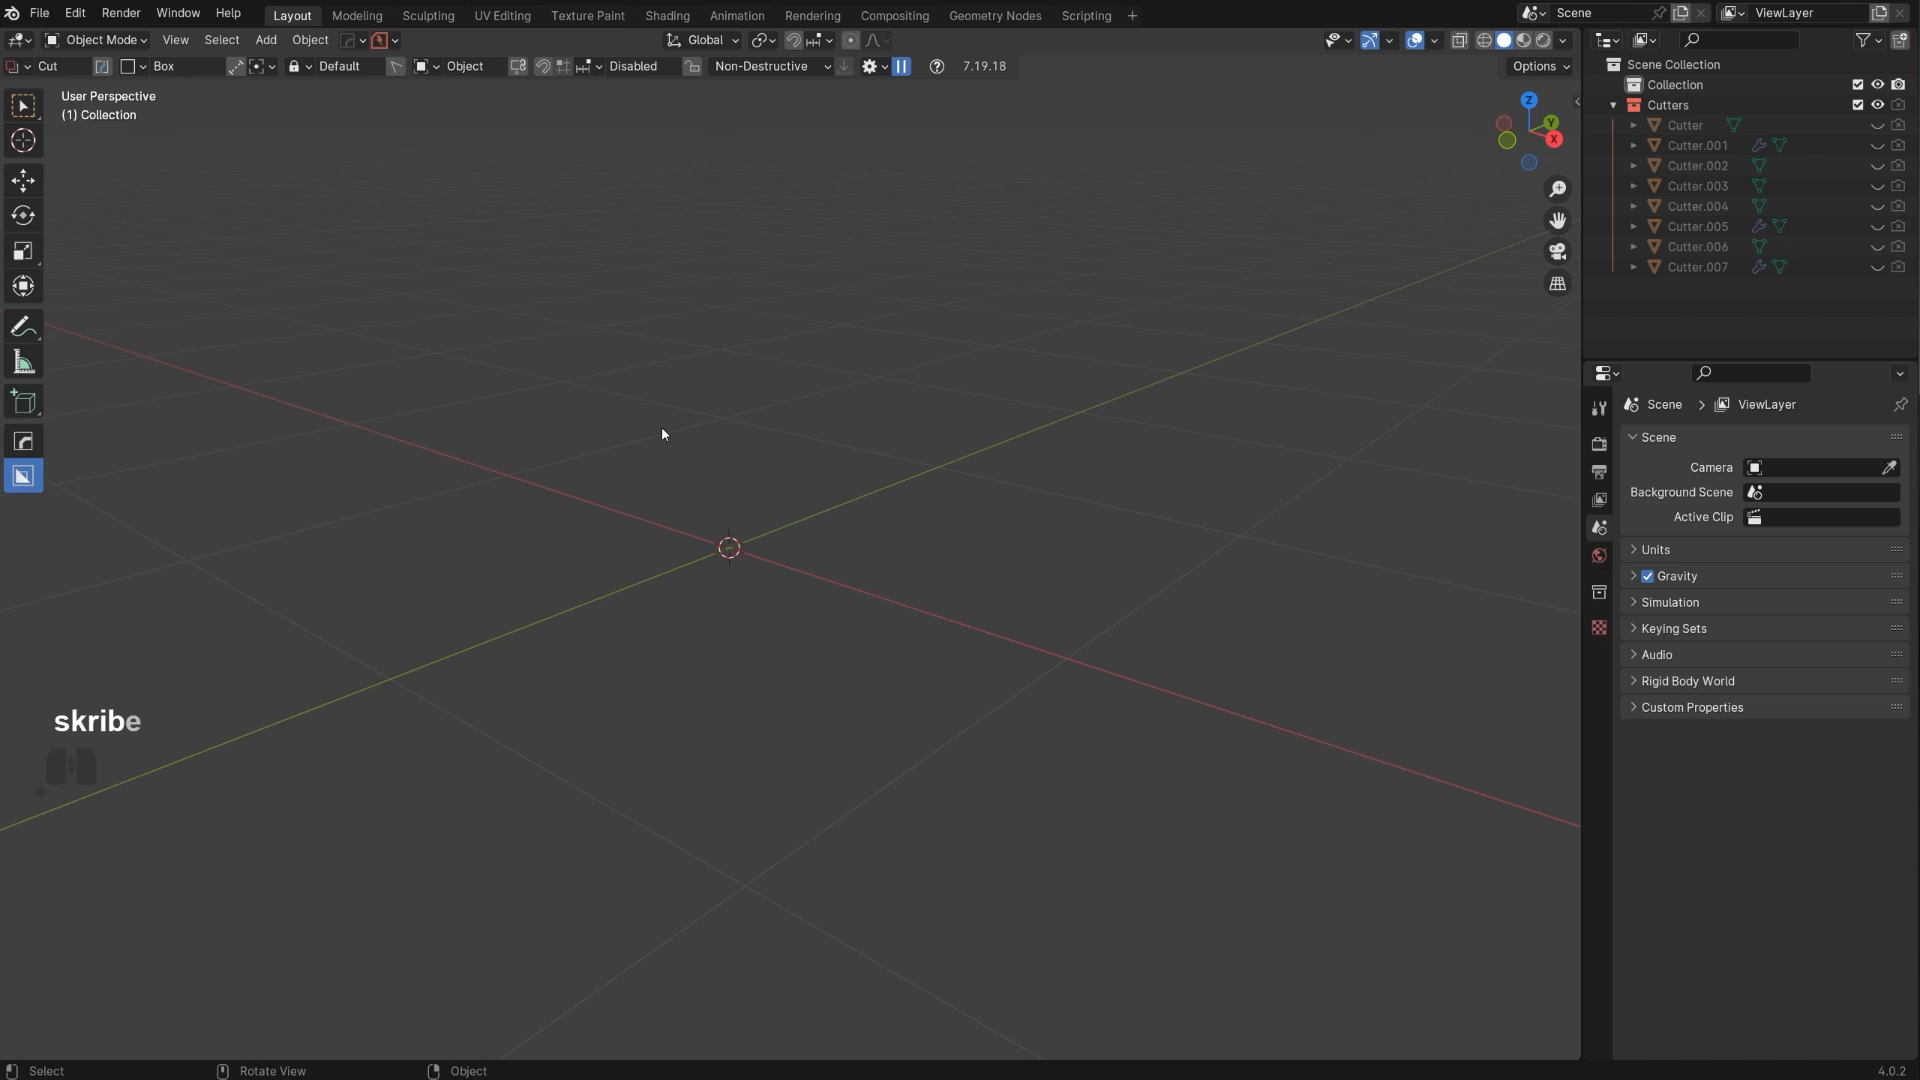 File Edit Render Window Help Layout Modeling Sculpting UV Editing Texture Paint Shading Animation Rendering Compositing Geometry Nodes Scripting + Scene ViewLayer
Object Mode View Select Add Object Global
Cut Box Default Object Disabled Non-Destructive 7.19.18 Options
User Perspective
(1) Collection
Z
Y
X
skribe
Scene Collection
Collection
Cutters
Cutter
Cutter.001
Cutter.002
Cutter.003
Cutter.004
Cutter.005
Cutter.006
Cutter.007
Scene > ViewLayer
Scene
Camera
Background Scene
Active Clip
Units
Gravity
Simulation
Keying Sets
Audio
Rigid Body World
Custom Properties
Select Rotate View Object 4.0.2